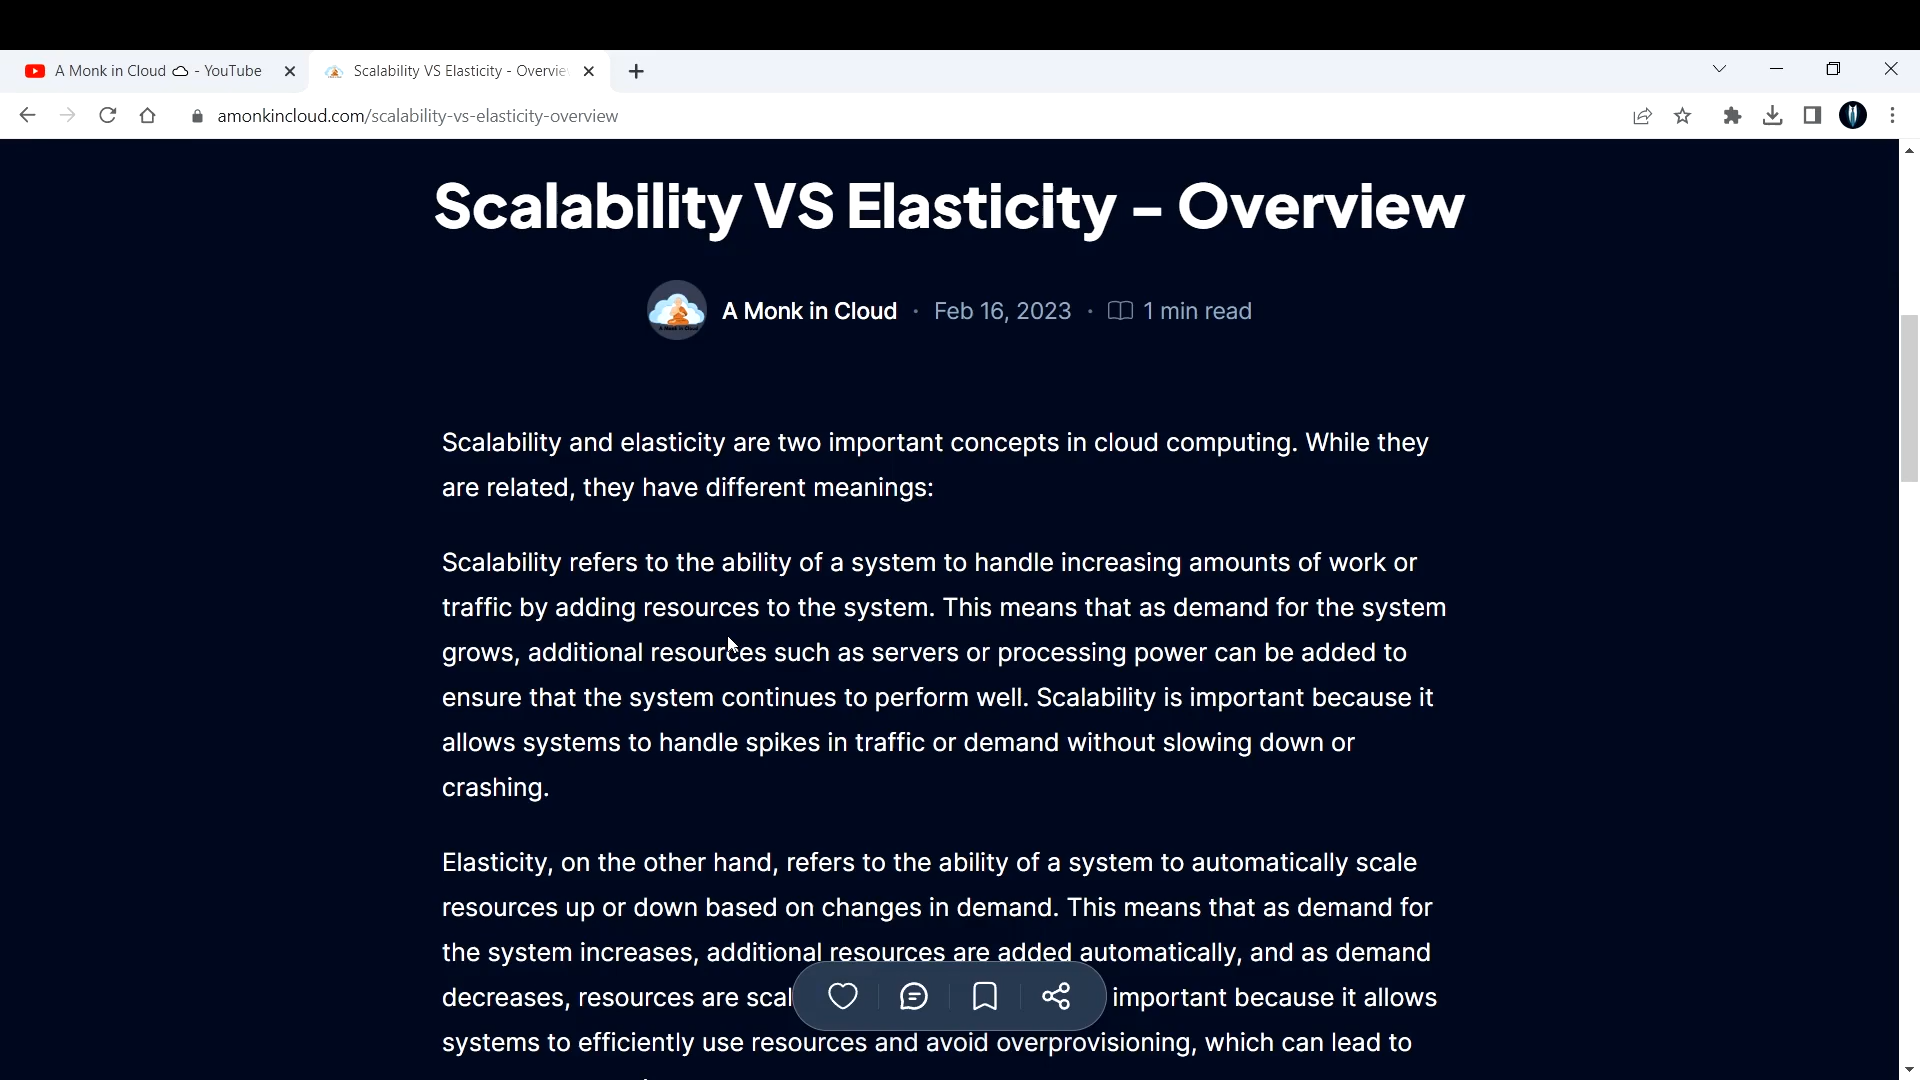 A Monk in Cloud - YouTube
Scalability VS Elasticity - Overvie
amonkincloud.com/scalability-vs-elasticity-overview
Scalability VS Elasticity – Overview
A Monk in Cloud · Feb 16, 2023 · 1 min read
Scalability and elasticity are two important concepts in cloud computing. While they
are related, they have different meanings:
Scalability refers to the ability of a system to handle increasing amounts of work or
traffic by adding resources to the system. This means that as demand for the system
grows, additional resources such as servers or processing power can be added to
ensure that the system continues to perform well. Scalability is important because it
allows systems to handle spikes in traffic or demand without slowing down or
crashing.
Elasticity, on the other hand, refers to the ability of a system to automatically scale
resources up or down based on changes in demand. This means that as demand for
the system increases, additional resources are added automatically, and as demand
decreases, resources are scal important because it allows
systems to efficiently use resources and avoid overprovisioning, which can lead to